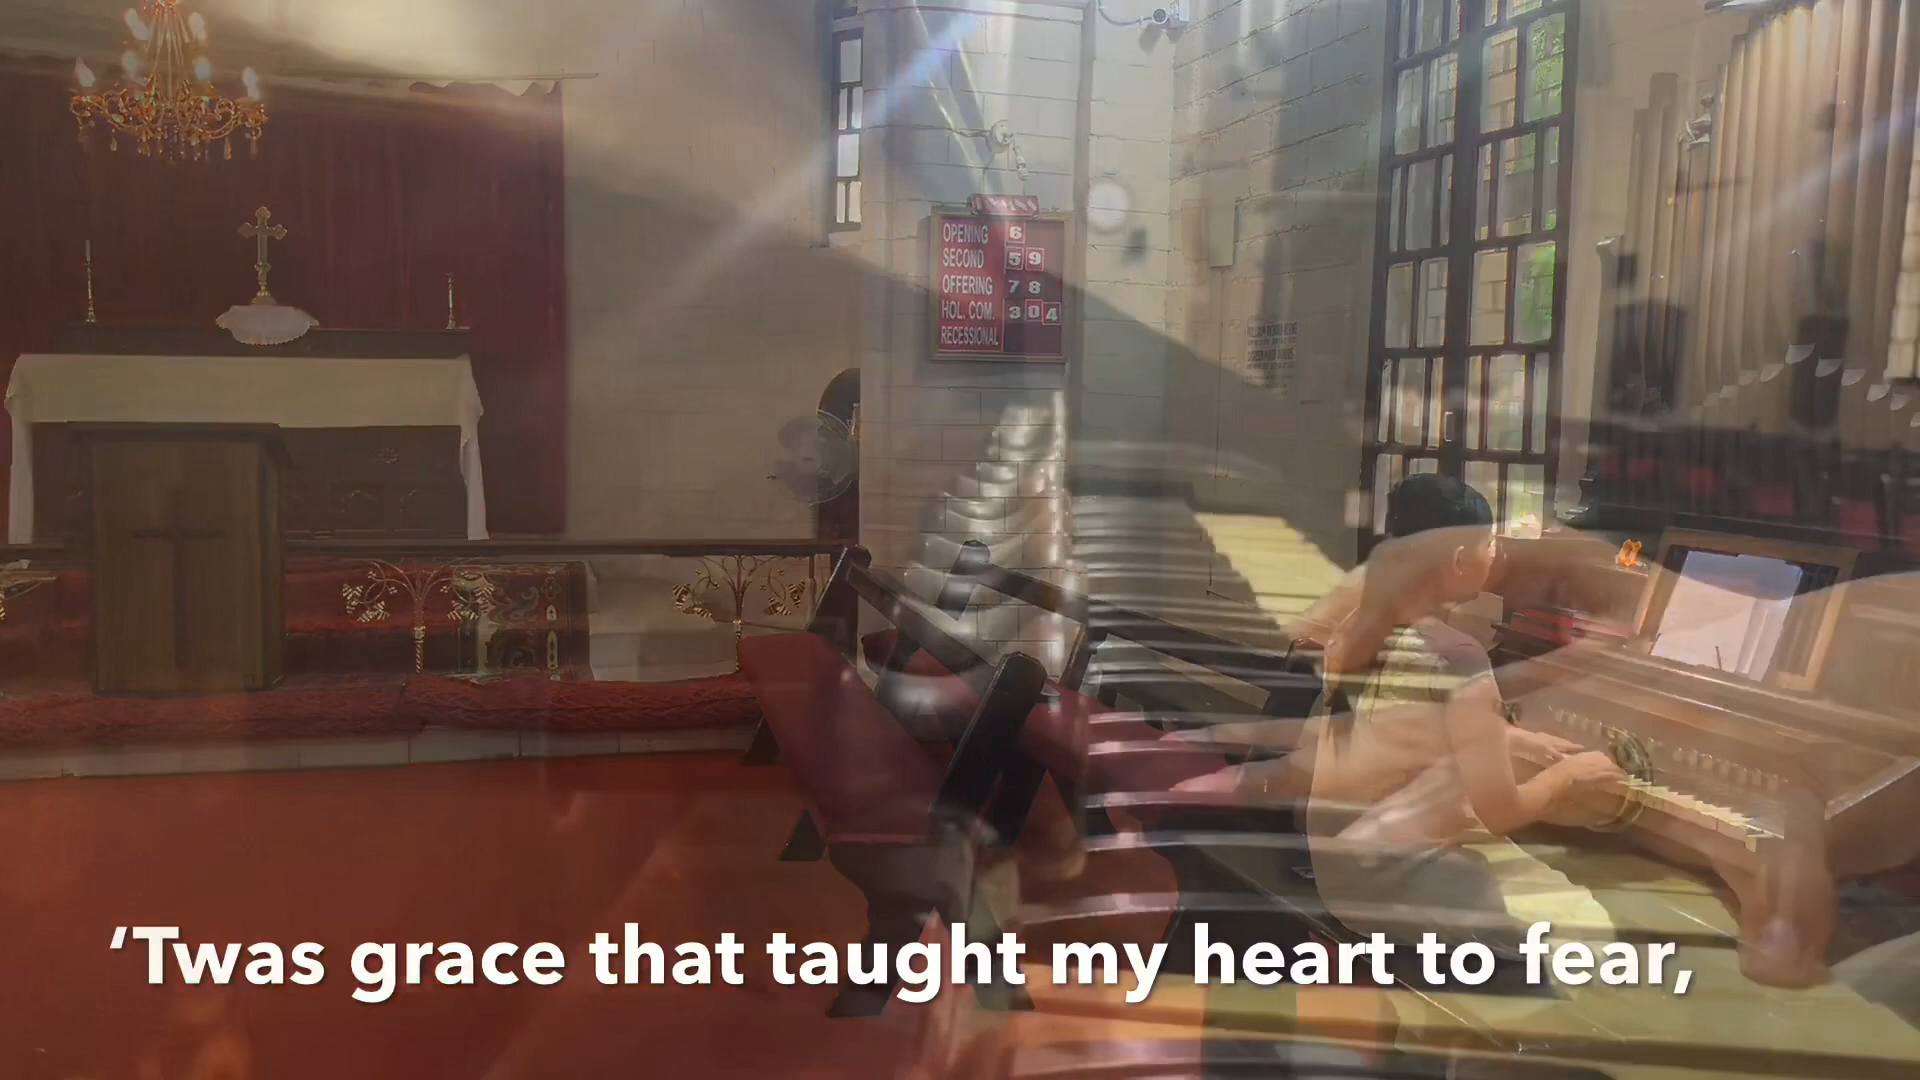 OPENING 6
SECOND 59
OFFERING 78
HOL. COM. 304
RECESSIONAL
‘Twas grace that taught my heart to fear,